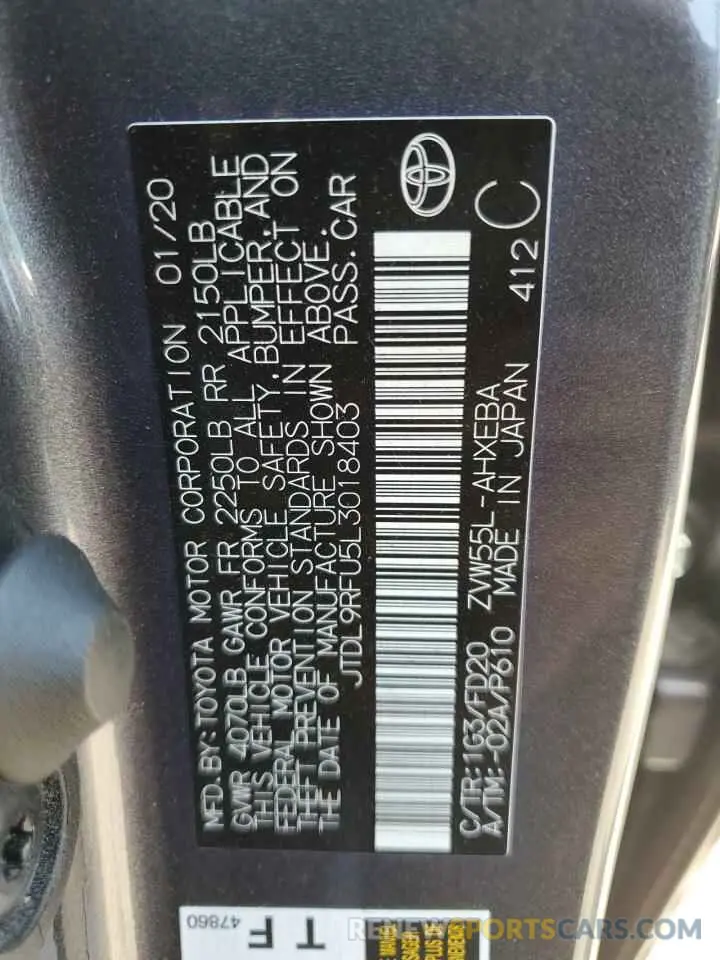 MFD. BY: TOYOTA MOTOR CORPORATION 01/20
GVWR 4070LB GAWR FR 2250LB RR 2150LB
THIS VEHICLE CONFORMS TO ALL APPLICABLE
FEDERAL MOTOR VEHICLE SAFETY, BUMPER, AND
THEFT PREVENTION STANDARDS IN EFFECT ON
THE DATE OF MANUFACTURE SHOWN ABOVE.
JTDL9RFU5L3018403 PASS. CAR
C/TR: 1G3/FD20 ZVW55L-AHXEBA 412
A/TM: -02A/P610 MADE IN JAPAN C
47860
T F
RENEWSPORTSCARS.COM